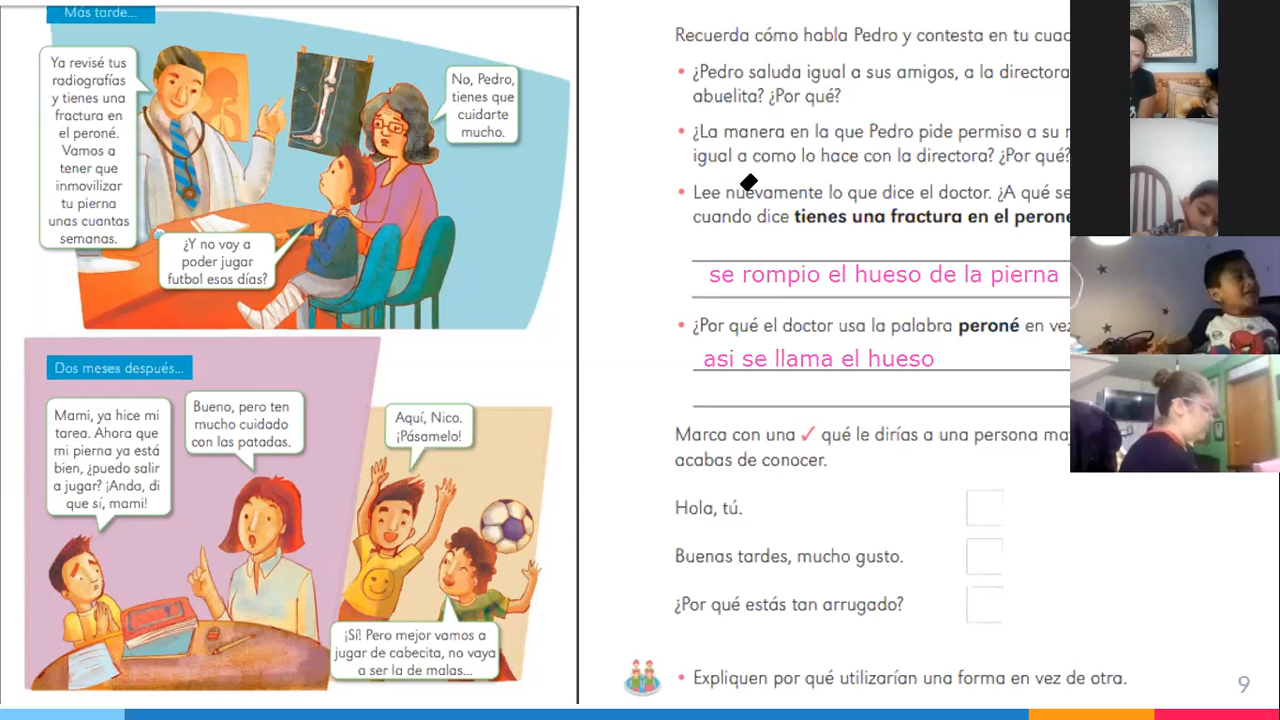 Más tarde...
Ya revisé tus
radiografías
y tienes una
fractura en
el peroné.
Vamos a
tener que
inmovilizar
tu pierna
unas cuantas
semanas.
No, Pedro,
tienes que
cuidarte
mucho.
¿Y no voy a
poder jugar
futbol esos días?
Dos meses después...
Mami, ya hice mi
tarea. Ahora que
mi pierna ya está
bien, ¿puedo salir
a jugar? ¡Anda, di
que sí, mami!
Bueno, pero ten
mucho cuidado
con las patadas.
Aquí, Nico.
¡Pásamelo!
¡Sí! Pero mejor vamos a
jugar de cabecita, no vaya
a ser la de malas...
Recuerda cómo habla Pedro y contesta en tu
• ¿Pedro saluda igual a sus amigos, a la directora
abuelita? ¿Por qué?
• ¿La manera en la que Pedro pide permiso a su
igual a como lo hace con la directora? ¿Por qué?
• Lee nuevamente lo que dice el doctor. ¿A qué se
cuando dice tienes una fractura en el peroné
se rompio el hueso de la pierna
• ¿Por qué el doctor usa la palabra peroné en
asi se llama el hueso
Marca con una ✓ qué le dirías a una persona
acabas de conocer.
Hola, tú.
Buenas tardes, mucho gusto.
¿Por qué estás tan arrugado?
• Expliquen por qué utilizarían una forma en vez de otra.
9